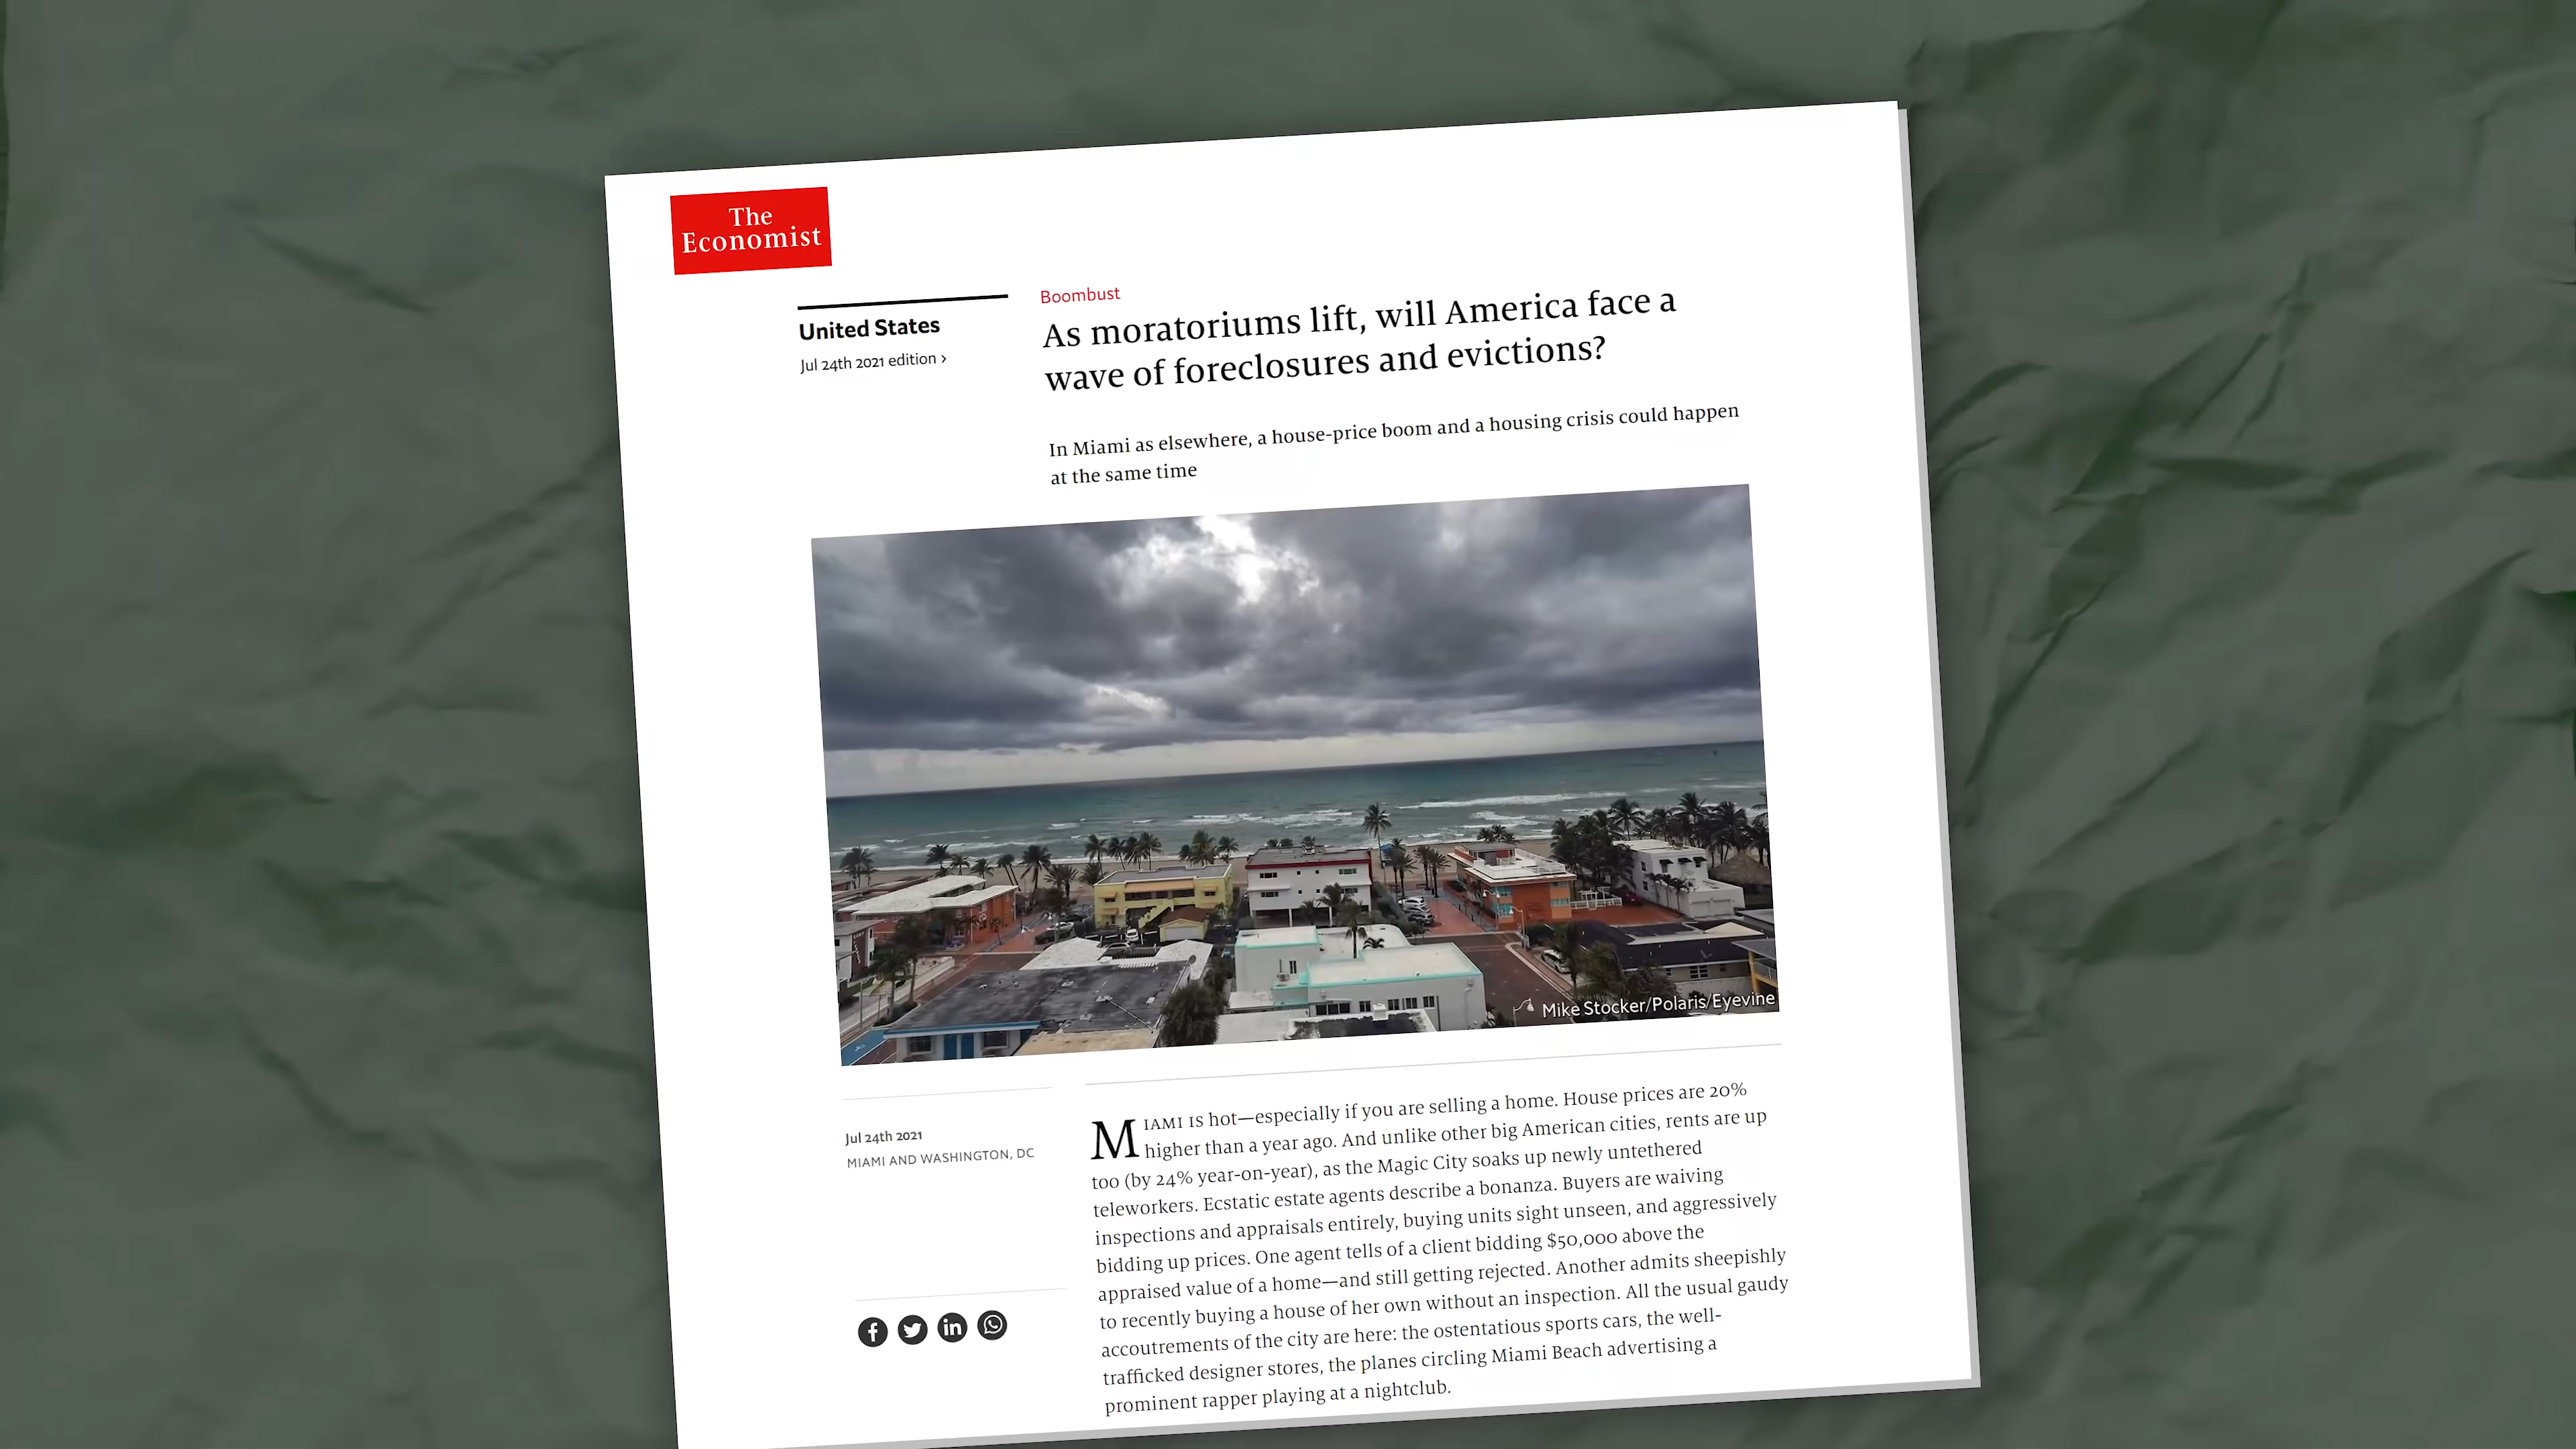 The
Economist
United States
Jul 24th 2021 edition ›
Boombust
As moratoriums lift, will America face a
wave of foreclosures and evictions?
In Miami as elsewhere, a house-price boom and a housing crisis could happen
at the same time
Mike Stocker/Polaris/Eyevine
Jul 24th 2021
MIAMI AND WASHINGTON, DC
MIAMI IS hot—especially if you are selling a home. House prices are 20%
higher than a year ago. And unlike other big American cities, rents are up
too (by 24% year-on-year), as the Magic City soaks up newly untethered
teleworkers. Ecstatic estate agents describe a bonanza. Buyers are waiving
inspections and appraisals entirely, buying units sight unseen, and aggressively
bidding up prices. One agent tells of a client bidding $50,000 above the
appraised value of a home—and still getting rejected. Another admits sheepishly
to recently buying a house of her own without an inspection. All the usual gaudy
accoutrements of the city are here: the ostentatious sports cars, the well-
trafficked designer stores, the planes circling Miami Beach advertising a
prominent rapper playing at a nightclub.